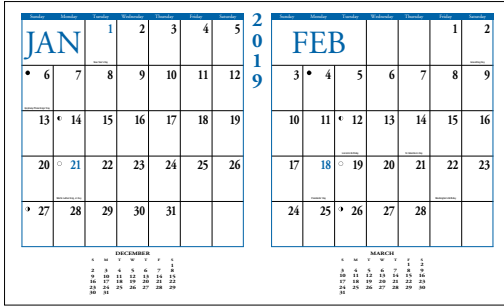 Sunday Monday Tuesday Wednesday Thursday Friday Saturday
JAN 1 2 3 4 5
6 7 8 9 10 11 12
13 14 15 16 17 18 19
20 21 22 23 24 25 26
27 28 29 30 31
2019
Sunday Monday Tuesday Wednesday Thursday Friday Saturday
FEB 1 2
3 4 5 6 7 8 9
10 11 12 13 14 15 16
17 18 19 20 21 22 23
24 25 26 27 28
DECEMBER
S M T W T F S
1
2 3 4 5 6 7 8
9 10 11 12 13 14 15
16 17 18 19 20 21 22
23 24 25 26 27 28 29
30 31
MARCH
S M T W T F S
1 2
3 4 5 6 7 8 9
10 11 12 13 14 15 16
17 18 19 20 21 22 23
24 25 26 27 28 29 30
31